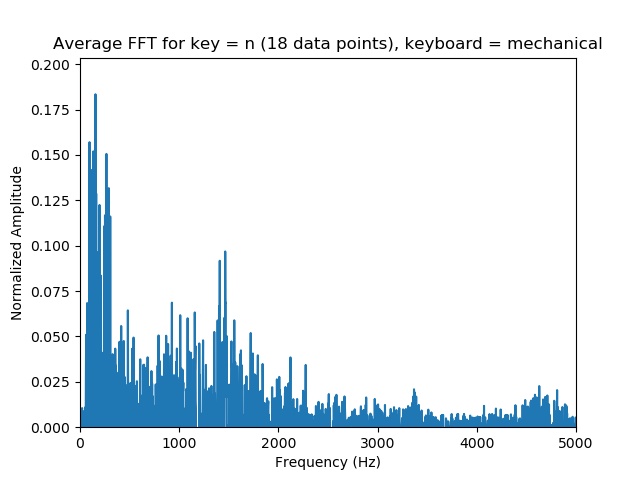 Average FFT for key = n (18 data points), keyboard = mechanical
0.200
0.175
0.150
0.125
0.100
0.075
0.050
0.025
0.000
Normalized Amplitude
0 1000 2000 3000 4000 5000
Frequency (Hz)